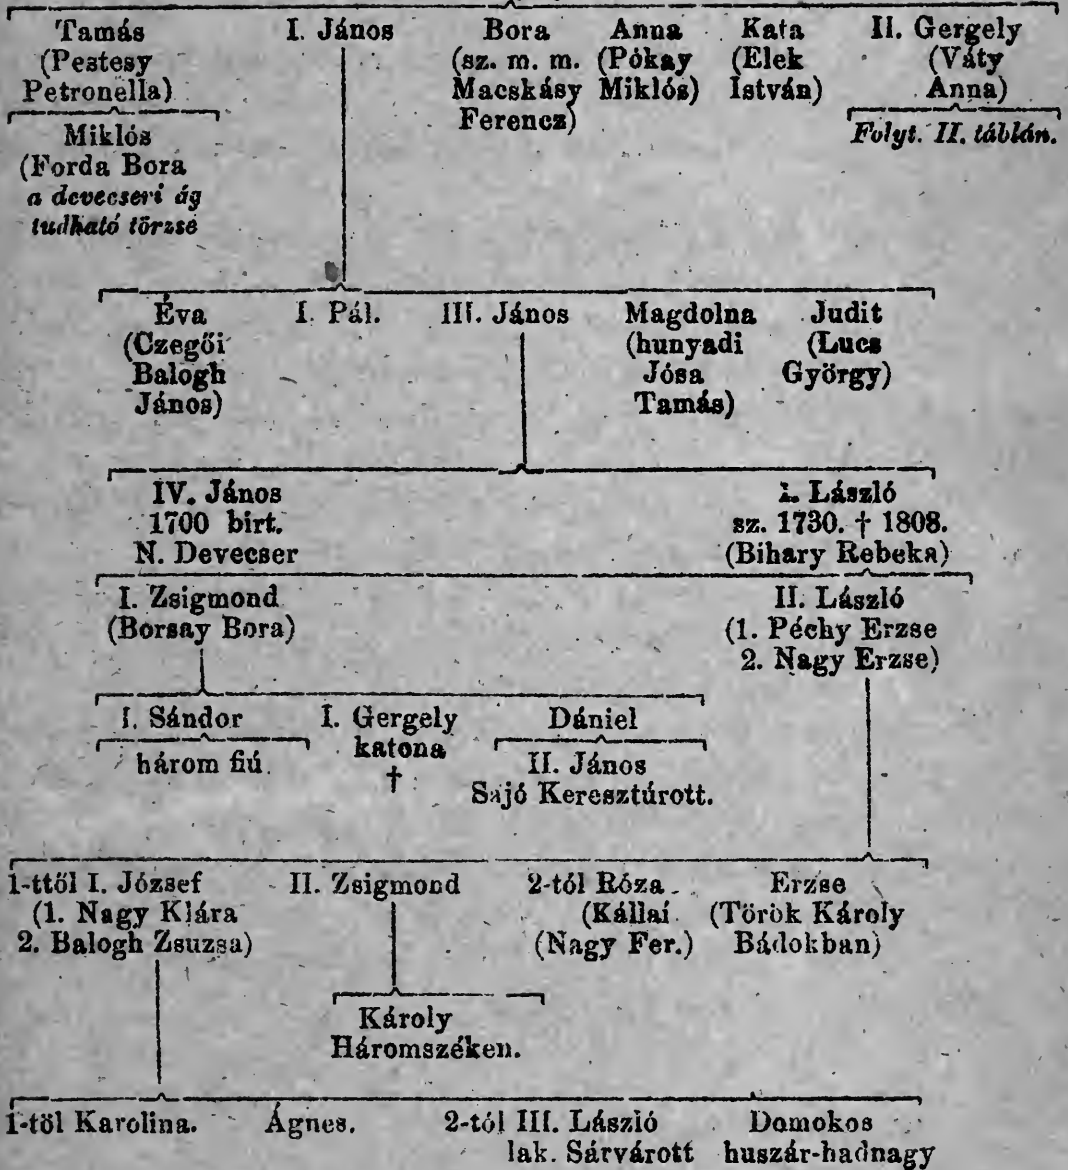 Tamás I. János Bora Anna Kata II. Gergely
(Pestesy (sz. m. m. (Pókay (Elek (Váty
Petronella) Macskásy Miklós) István) Anna)
Ferencz)
Miklós Folyt. II. táblán.
(Forda Bora
a devecseri ág
tudható törzse
Éva I. Pál. III. János Magdolna Judit
(Czegői (hunyadi (Lucs
Balogh Jósa György)
János) Tamás)
IV. János I. László
1700 birt. sz. 1730. † 1808.
N. Devecser (Bihary Rebeka)
I. Zsigmond II. László
(Borsay Bora) (1. Péchy Erzse
2. Nagy Erzse)
I. Sándor I. Gergely Dániel
három fiú. katona II. János
† Sajó Keresztúrott.
1-ttől I. József II. Zsigmond 2-tól Róza Erzse
(1. Nagy Klára (Kállai (Török Károly
2. Balogh Zsuzsa) (Nagy Fer.) Bádokban)
Károly
Háromszéken.
1-töl Karolina. Ágnes. 2-tól III. László Domokos
lak. Sárvárott huszár-hadnagy